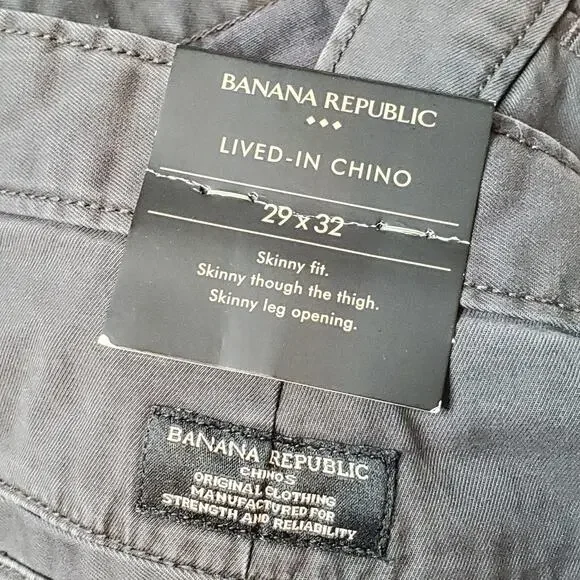 BANANA REPUBLIC
LIVED-IN CHINO
29 x 32
Skinny fit.
Skinny though the thigh.
Skinny leg opening.
BANANA REPUBLIC
CHINOS
ORIGINAL CLOTHING
MANUFACTURED FOR
STRENGTH AND RELIABILITY